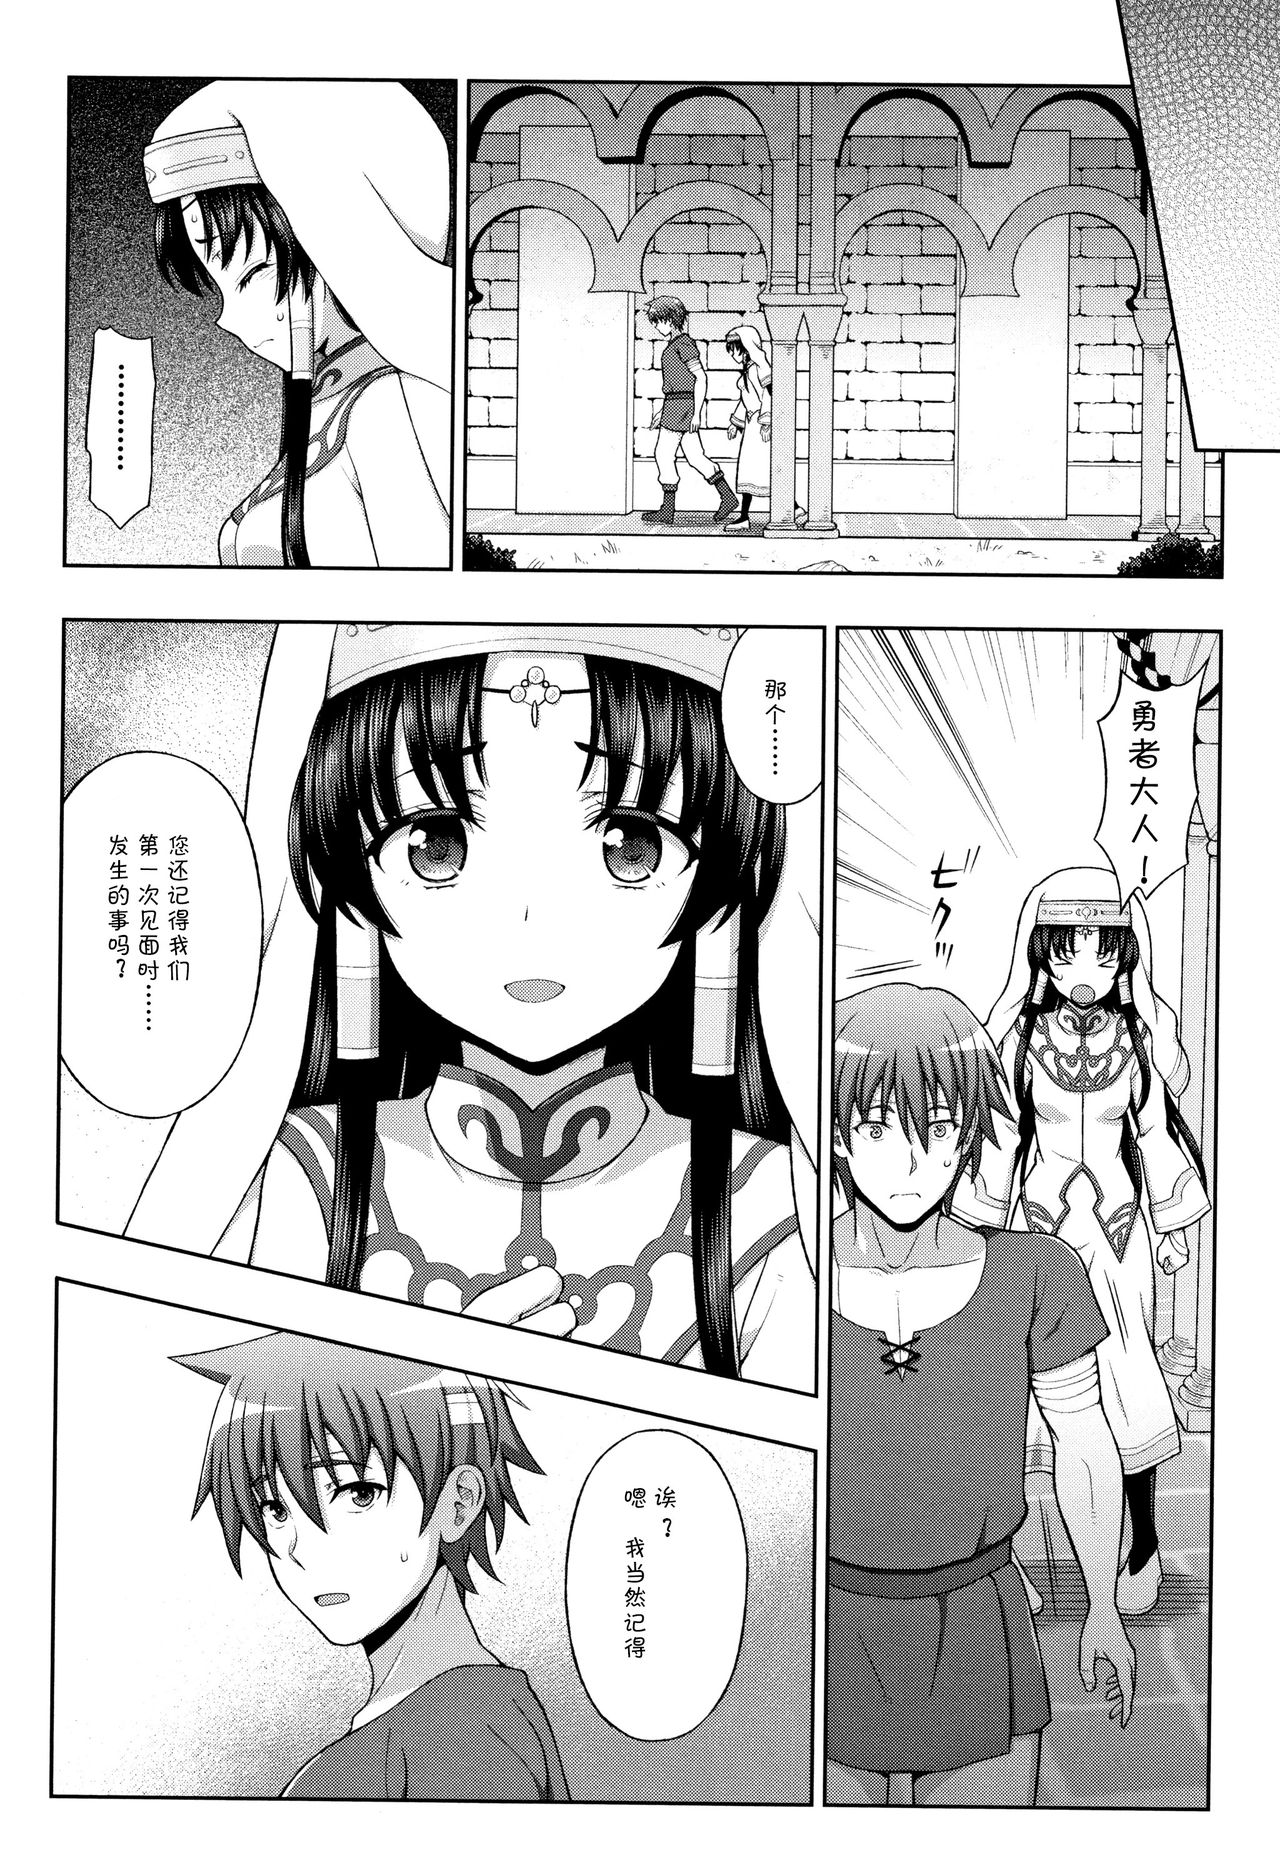 ………
勇者大人！
ビクッ
那个……
您还记得我们
第一次见面时……
发生的事吗？
诶？
嗯 我当然记得